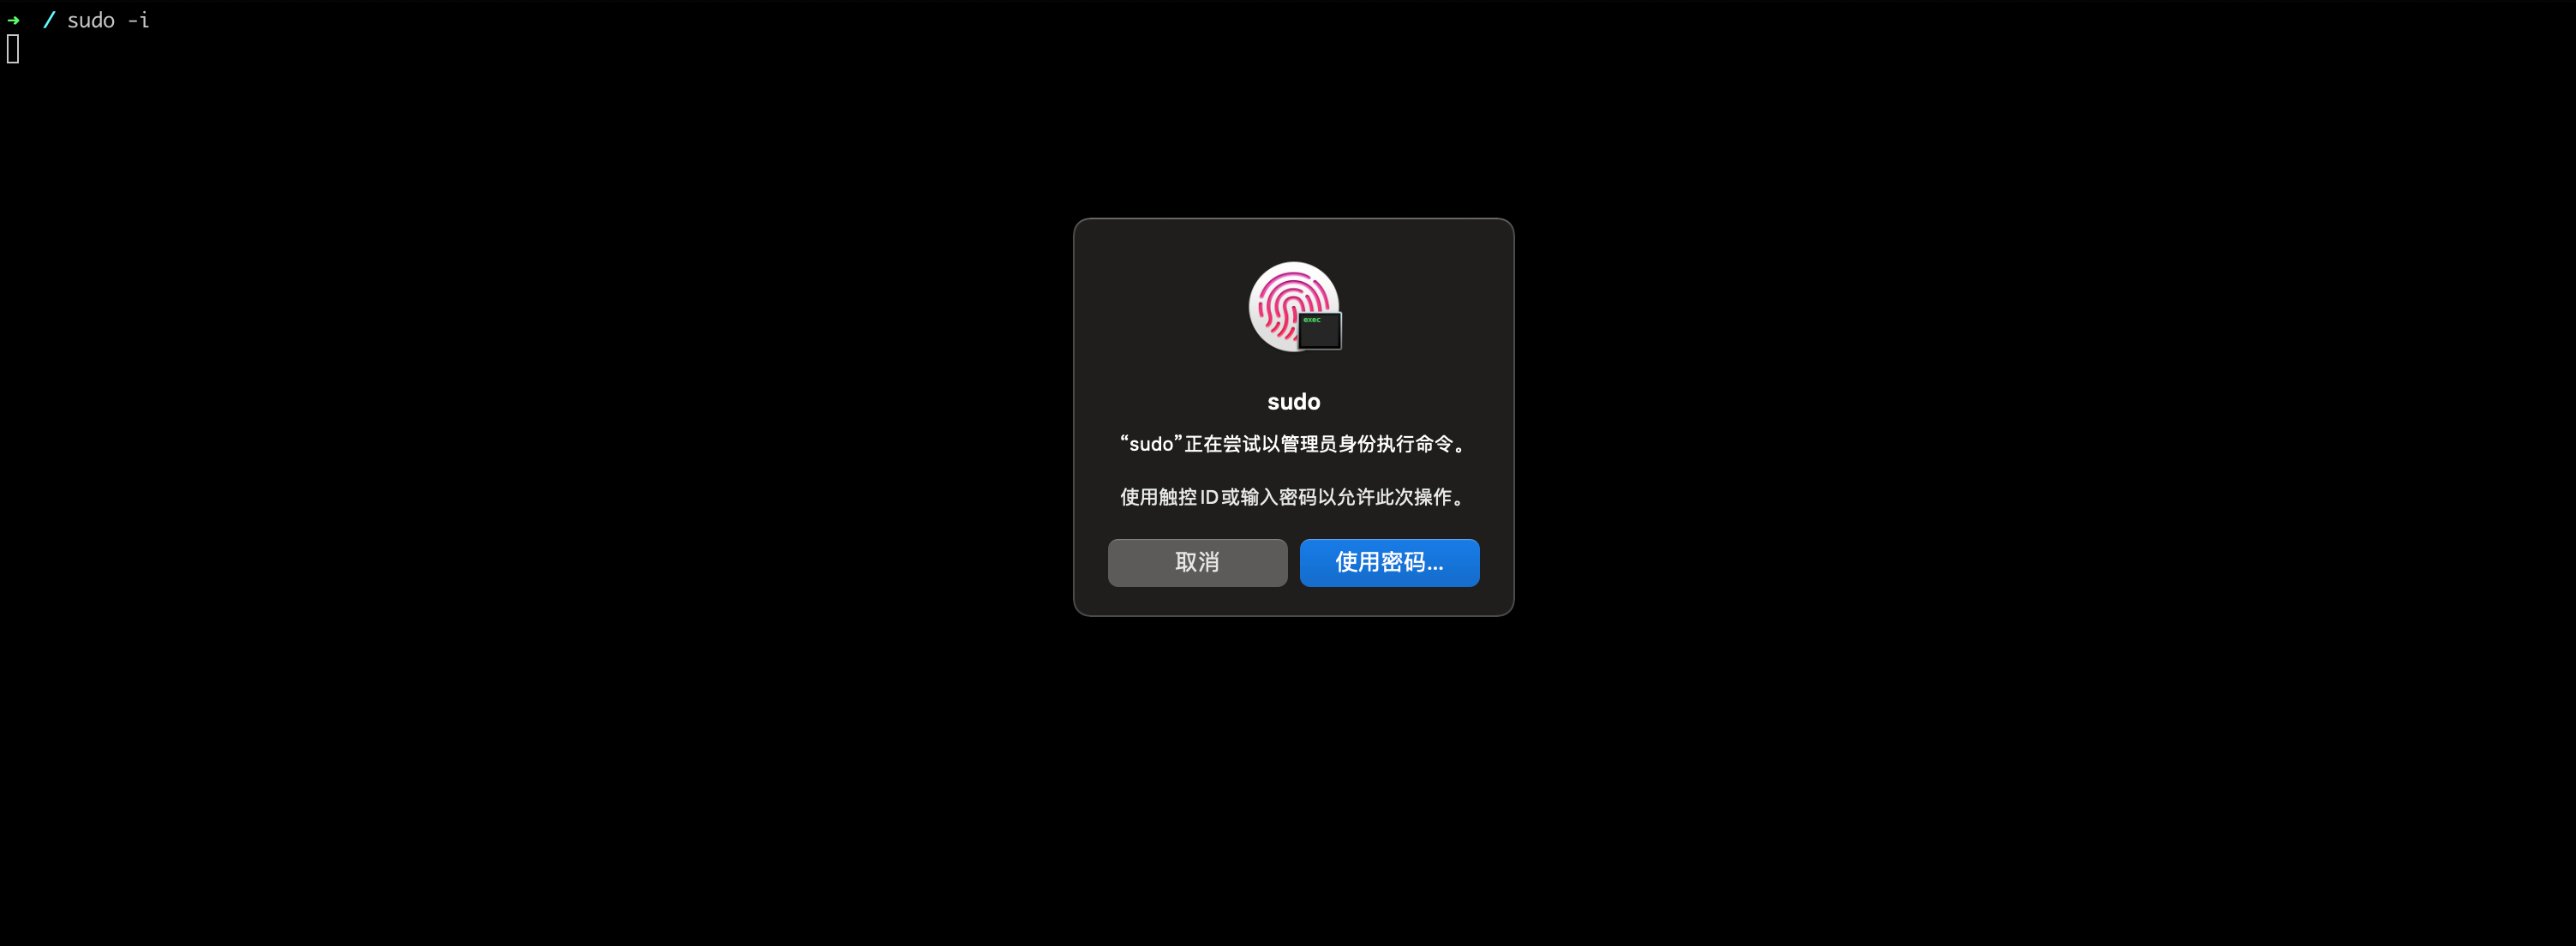 ➜  / sudo -i
exec
sudo
“sudo”正在尝试以管理员身份执行命令。
使用触控 ID 或输入密码以允许此次操作。
取消
使用密码...